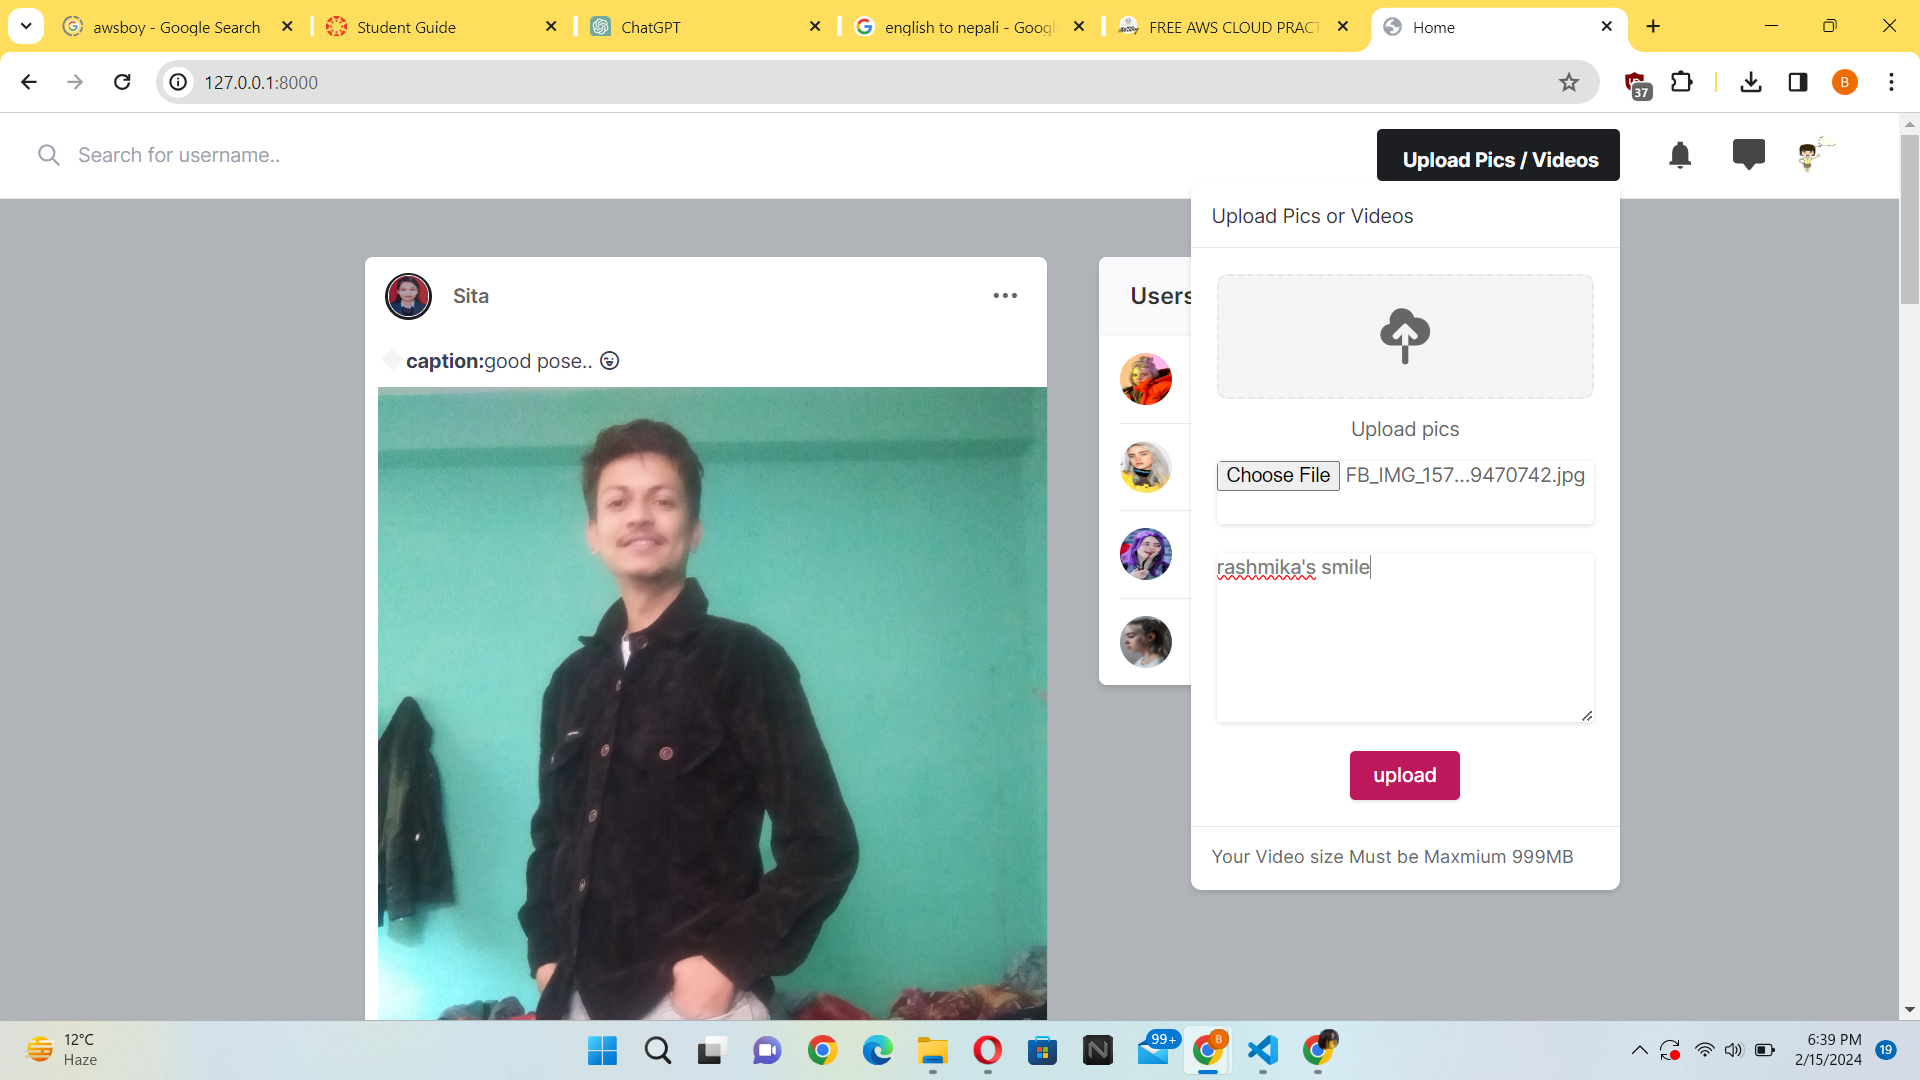 awsboy - Google Search
Student Guide
ChatGPT
english to nepali - Googl
FREE AWS CLOUD PRACT
Home
127.0.0.1:8000
37
B
Search for username..
Upload Pics / Videos
Upload Pics or Videos
Sita
Users
caption:good pose..
Upload pics
Choose File FB_IMG_157...9470742.jpg
rashmika's smile
upload
Your Video size Must be Maxmium 999MB
12°C
Haze
99+
B
6:39 PM
2/15/2024
19